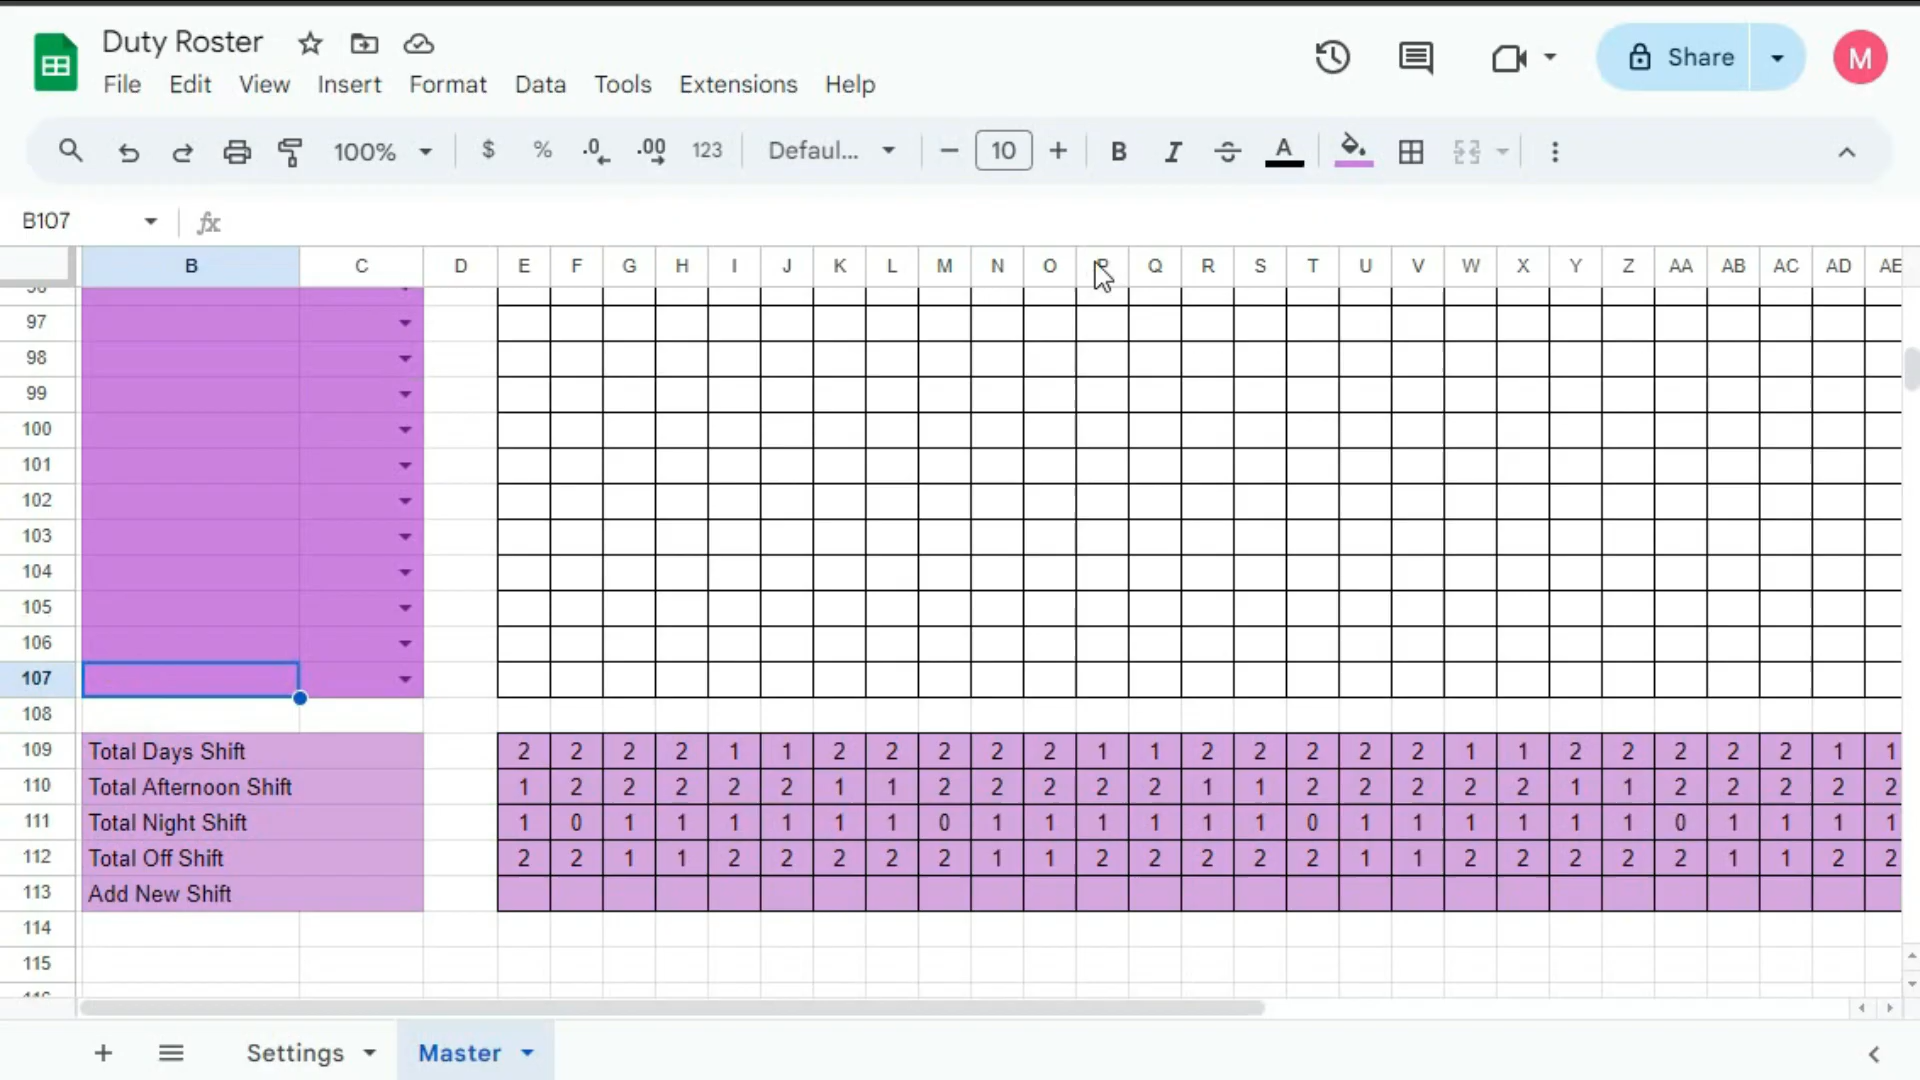 Duty Roster
File Edit View Insert Format Data Tools Extensions Help
Share
M
100% $ % .0 .00 123 Defaul... 10 B I S A
B107 fx
B C D E F G H I J K L M N O P Q R S T U V W X Y Z AA AB AC AD AE
97
98
99
100
101
102
103
104
105
106
107
108
109 Total Days Shift 2 2 2 2 1 1 2 2 2 2 2 1 1 2 2 2 2 2 1 1 2 2 2 2 2 1 1
110 Total Afternoon Shift 1 2 2 2 2 2 1 1 2 2 2 2 2 1 1 2 2 2 2 2 1 1 2 2 2 2 2
111 Total Night Shift 1 0 1 1 1 1 1 1 0 1 1 1 1 1 1 0 1 1 1 1 1 1 0 1 1 1 1
112 Total Off Shift 2 2 1 1 2 2 2 2 2 1 1 2 2 2 2 2 1 1 2 2 2 2 2 1 1 2 2
113 Add New Shift
114
115
Settings Master